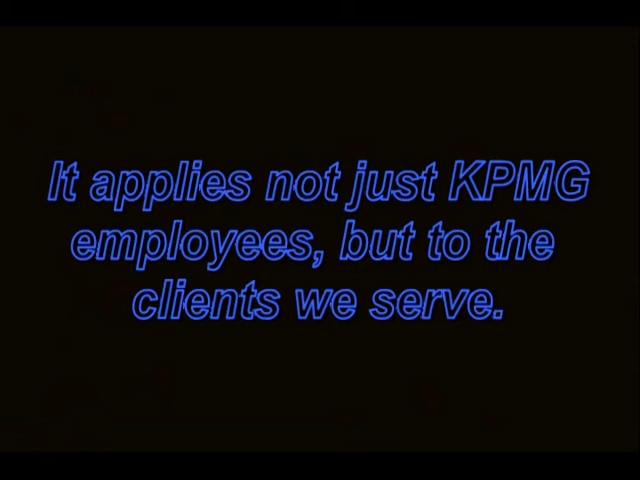 It applies not just KPMG
employees, but to the
clients we serve.